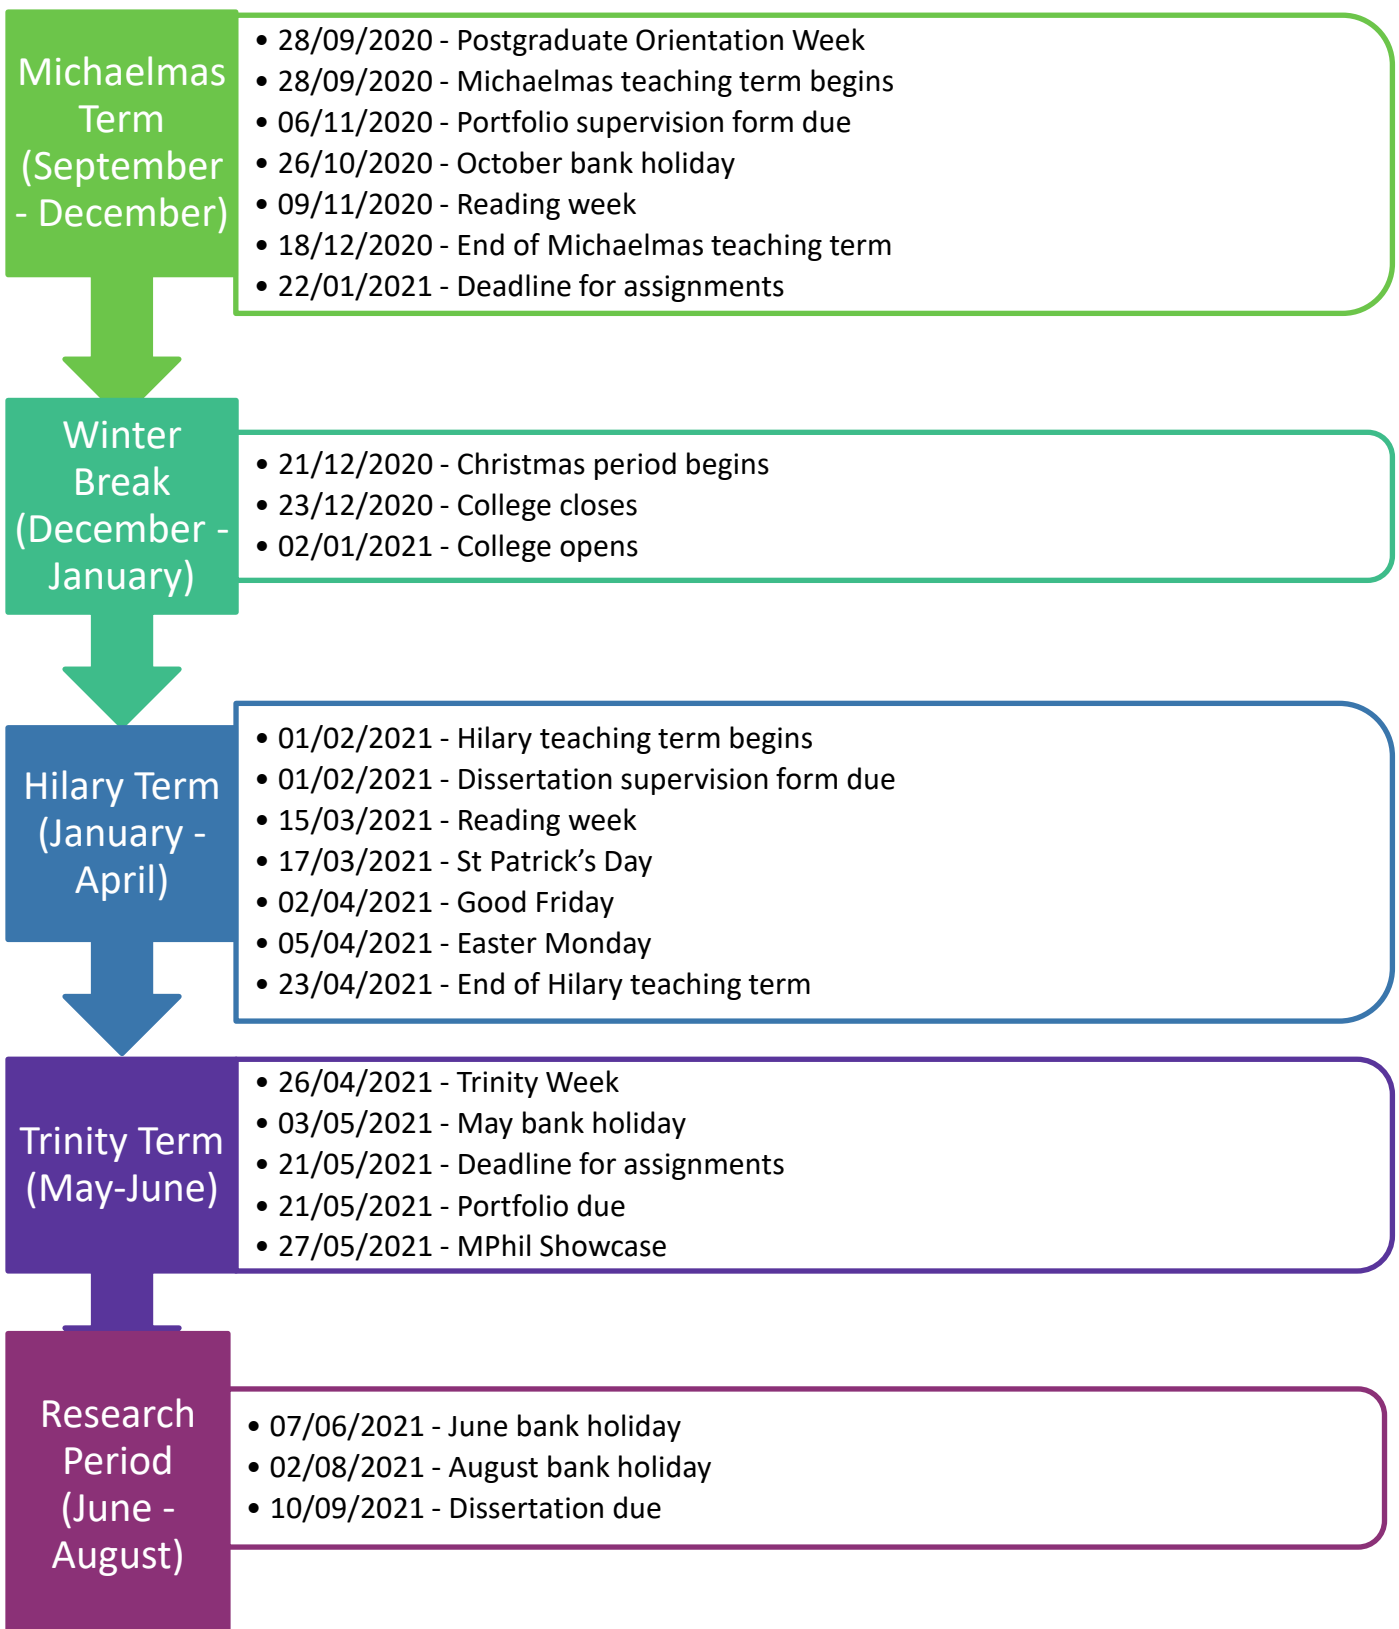 Michaelmas
Term
(September
- December)
• 28/09/2020 - Postgraduate Orientation Week
• 28/09/2020 - Michaelmas teaching term begins
• 06/11/2020 - Portfolio supervision form due
• 26/10/2020 - October bank holiday
• 09/11/2020 - Reading week
• 18/12/2020 - End of Michaelmas teaching term
• 22/01/2021 - Deadline for assignments
Winter
Break
(December -
January)
• 21/12/2020 - Christmas period begins
• 23/12/2020 - College closes
• 02/01/2021 - College opens
Hilary Term
(January -
April)
• 01/02/2021 - Hilary teaching term begins
• 01/02/2021 - Dissertation supervision form due
• 15/03/2021 - Reading week
• 17/03/2021 - St Patrick’s Day
• 02/04/2021 - Good Friday
• 05/04/2021 - Easter Monday
• 23/04/2021 - End of Hilary teaching term
Trinity Term
(May-June)
• 26/04/2021 - Trinity Week
• 03/05/2021 - May bank holiday
• 21/05/2021 - Deadline for assignments
• 21/05/2021 - Portfolio due
• 27/05/2021 - MPhil Showcase
Research
Period
(June -
August)
• 07/06/2021 - June bank holiday
• 02/08/2021 - August bank holiday
• 10/09/2021 - Dissertation due